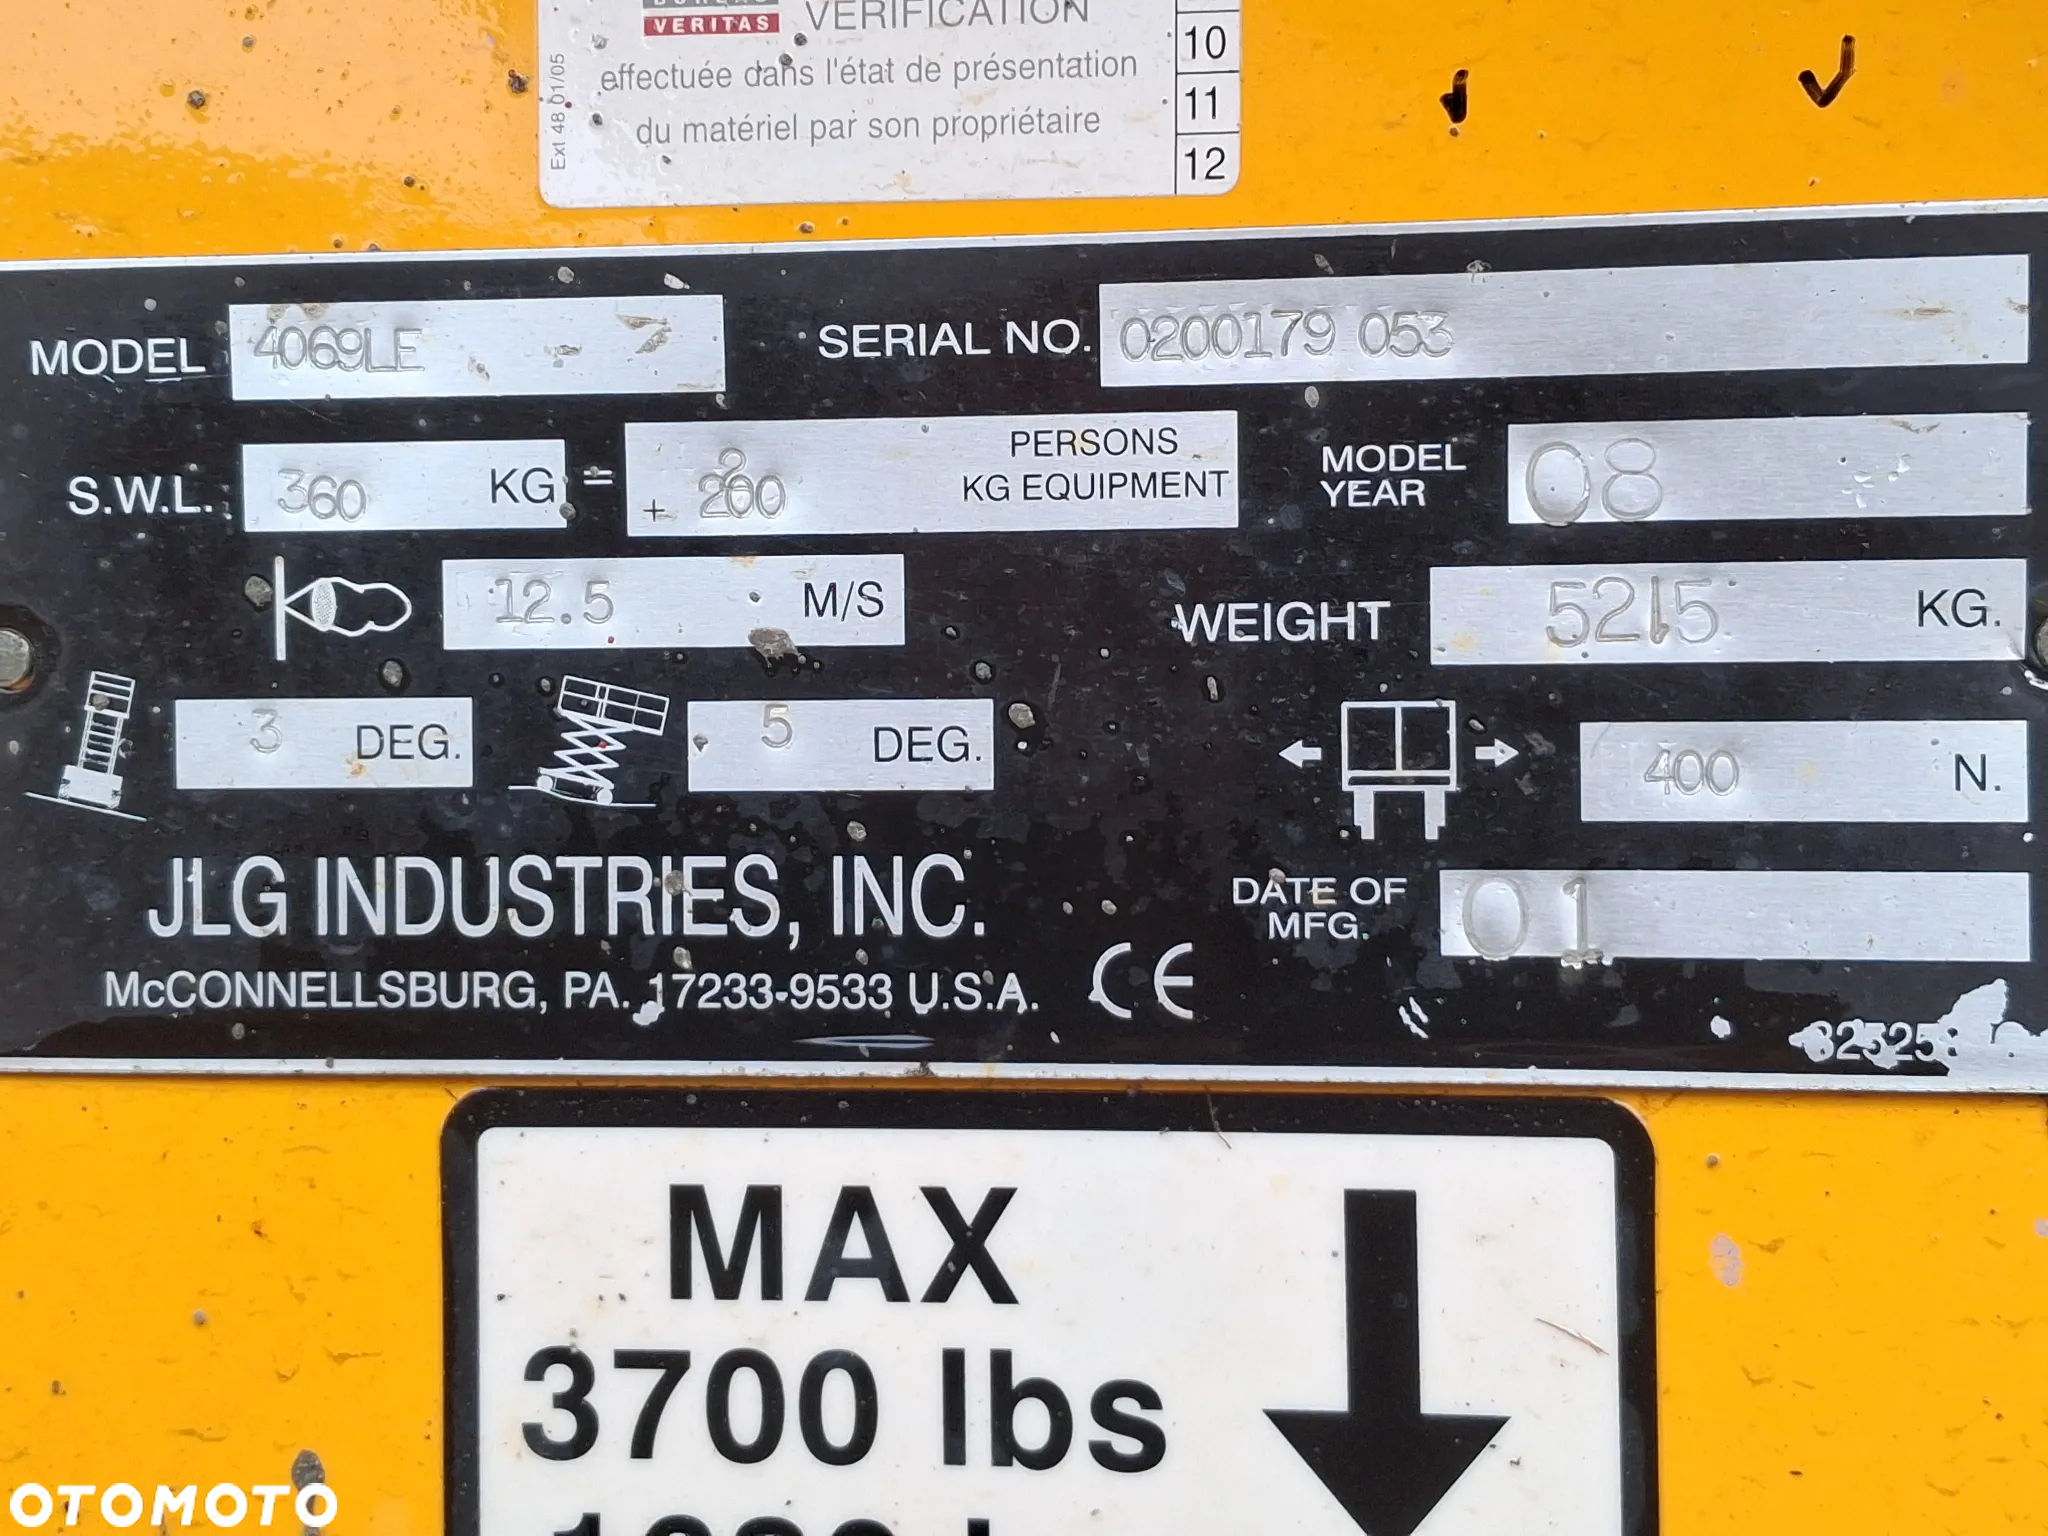 VERITAS VERIFICATION
effectuée dans l'état de présentation
du matériel par son propriétaire
Ext 48 01/05
10
11
12
MODEL 4069LE SERIAL NO. 0200179 053
S.W.L. 360 KG = 2 PERSONS
+ 200 KG EQUIPMENT
MODEL YEAR 08
12.5 M/S
WEIGHT 5215 KG.
3 DEG. 5 DEG.
400 N.
JLG INDUSTRIES, INC.
DATE OF MFG. 01
McCONNELLSBURG, PA. 17233-9533 U.S.A. CE
MAX
3700 lbs
OTOMOTO